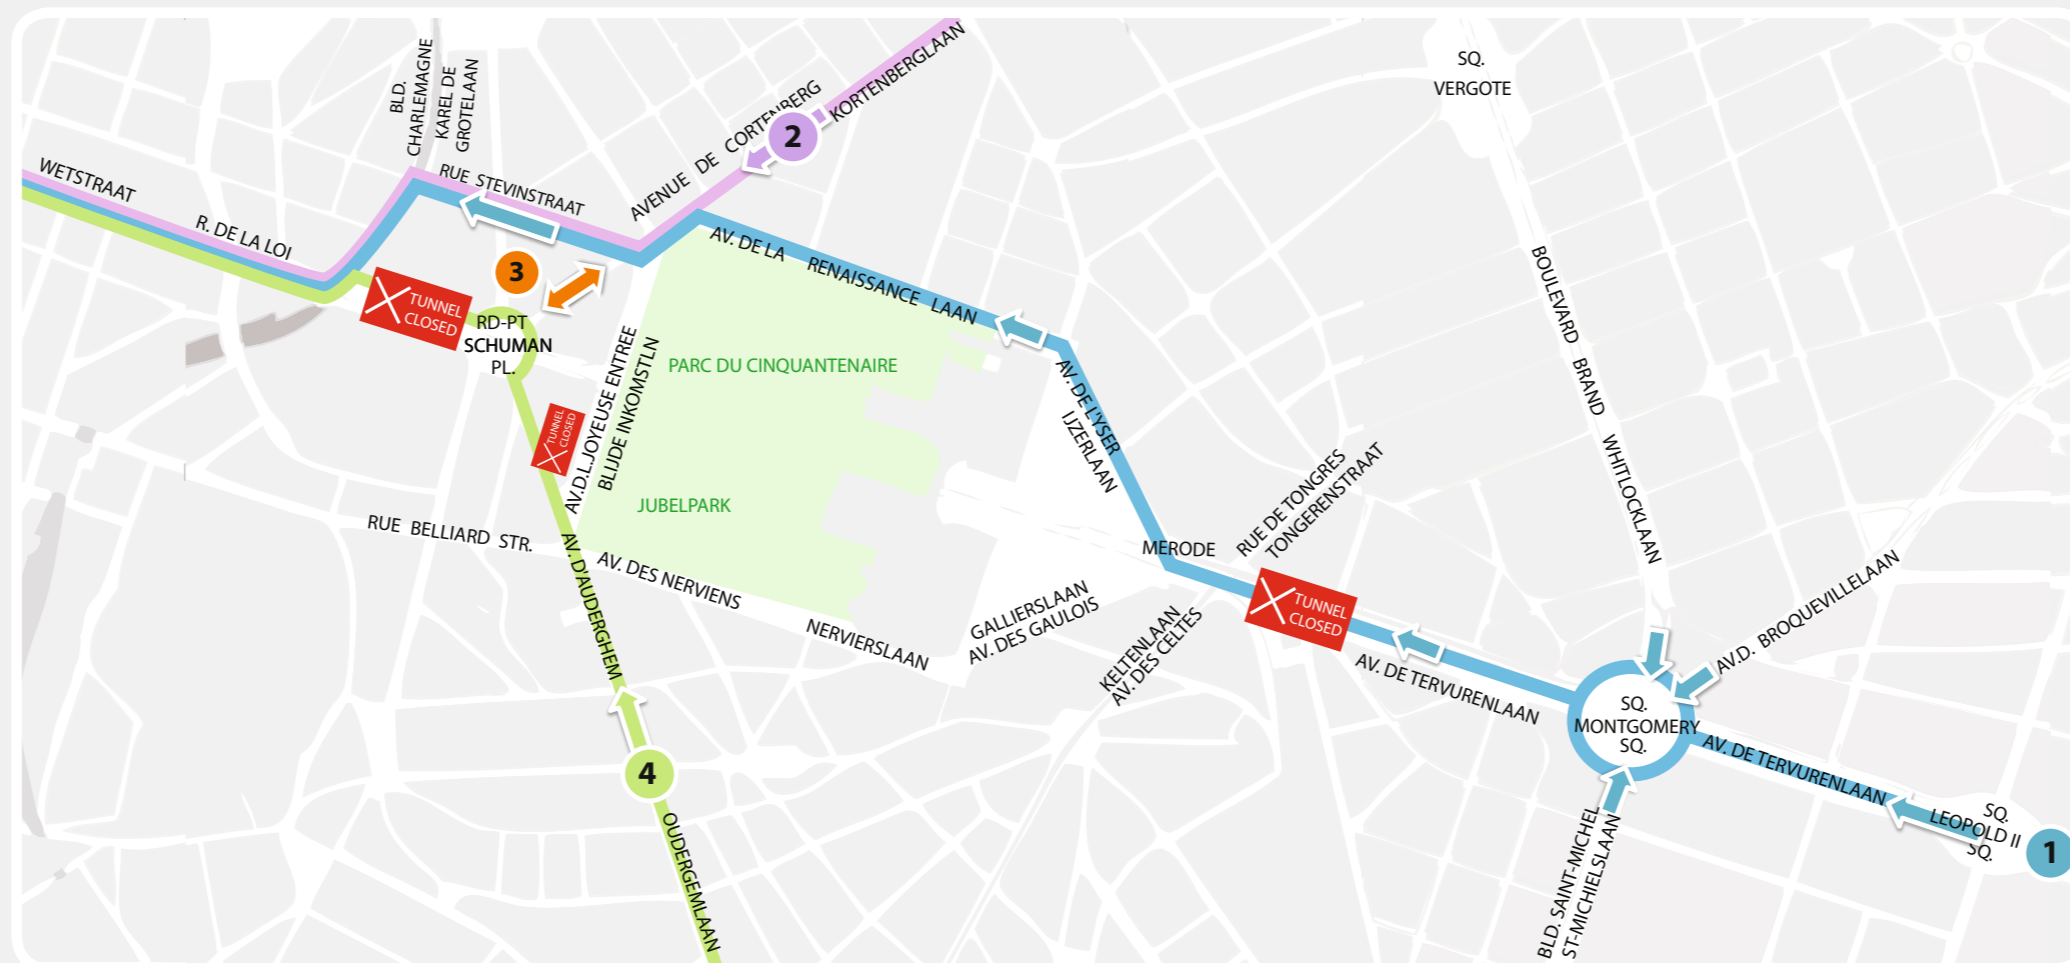 BLD.
CHARLEMAGNE
KAREL DE
GROTELAAN
AVENUE DE CORTENBERG
KORTENBERGLAAN
2
SQ.
VERGOTE
WETSTRAAT
R. DE LA LOI
RUE STEVINSTRAAT
3
TUNNEL
CLOSED
RD-PT
SCHUMAN
PL.
AV. DE LA RENAISSANCE LAAN
BOULEVARD BRAND WHITLOCKLAAN
PARC DU CINQUANTENAIRE
AV.D.L.JOYEUSE ENTREE
BLIJDE INKOMSTLN
TUNNEL
CLOSED
AV. DE L'YSER
IJZERLAAN
JUBELPARK
RUE BELLIARD STR.
AV. DES NERVIENS
NERVIERSLAAN
MERODE
RUE DE TONGRES
TONGERENSTRAAT
GALLIERSLAAN
AV. DES GAULOIS
KELTENLAAN
AV. DES CELTES
TUNNEL
CLOSED
AV. DE TERVURENLAAN
AV.D. BROQUEVILLELAAN
SQ.
MONTGOMERY
SQ.
AV. DE TERVURENLAAN
SQ.
LEOPOLD II
SQ.
1
BLD. SAINT-MICHEL
ST-MICHIELSLAAN
AV. D'AUDERGHEM
4
OUDERGEMLAAN